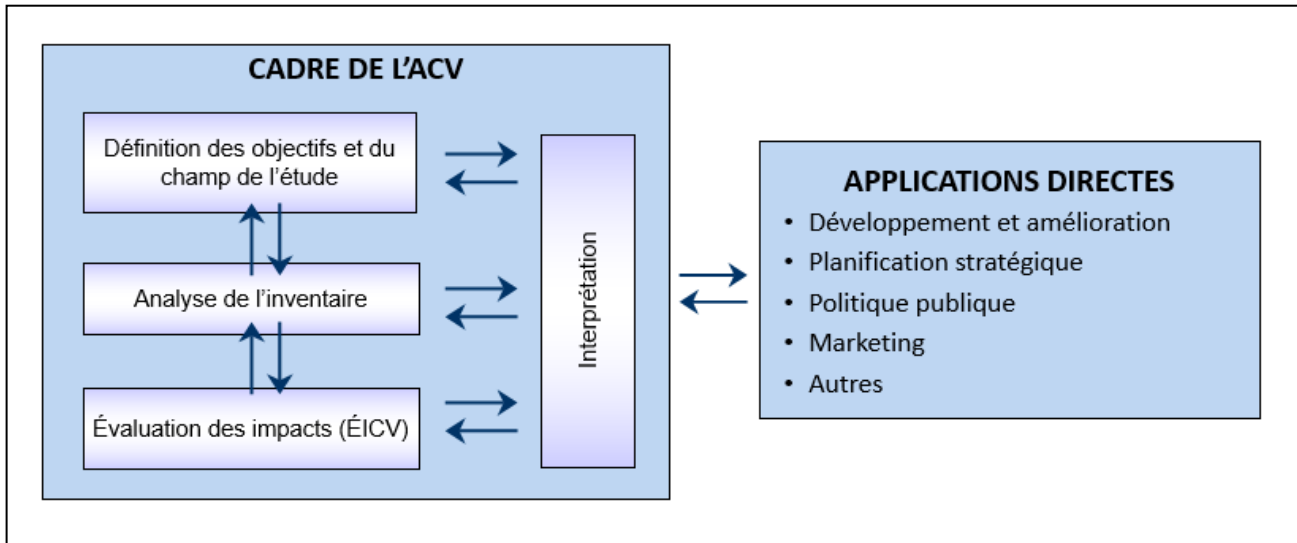 CADRE DE L’ACV
Définition des objectifs et du
champ de l’étude
Analyse de l’inventaire
Évaluation des impacts (ÉICV)
Interprétation
APPLICATIONS DIRECTES
• Développement et amélioration
• Planification stratégique
• Politique publique
• Marketing
• Autres